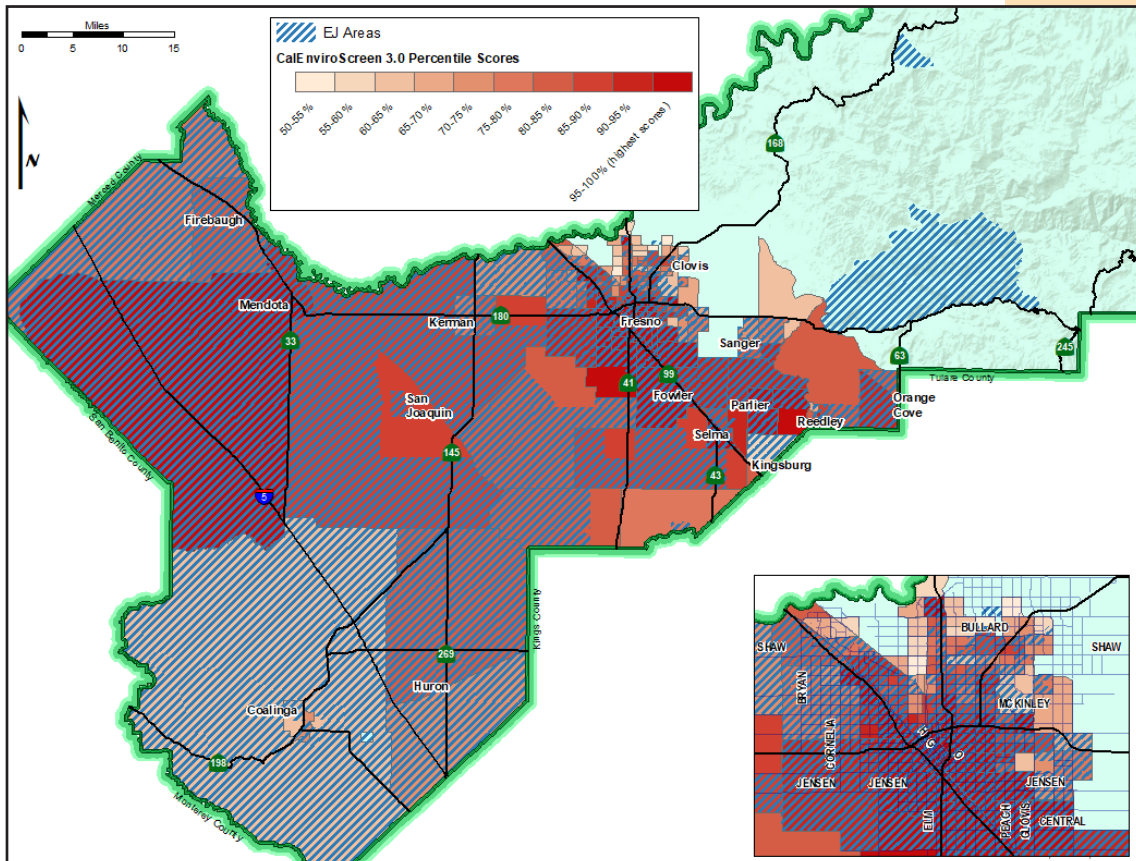 Miles
0 5 10 15
N
EJ Areas
CalEnviroScreen 3.0 Percentile Scores
50-55%
55-60%
60-65%
65-70%
70-75%
75-80%
80-85%
85-90%
90-95%
95-100% (highest scores)
168
Merced County
Firebaugh
Clovis
Mendota
Kerman
180
Fresno
33
Sanger
63
245
Tulare County
San
Joaquin
41
99
Fowler
Parlier
Orange
Cove
Reedley
San Benito County
145
Selma
Kingsburg
43
5
Kings County
269
Huron
Coalinga
198
Monterey County
BULLARD
SHAW
SHAW
BRYAN
MCKINLEY
CORNELIA
JENSEN
JENSEN
JENSEN
ELM
PEACH
CLOVIS
CENTRAL